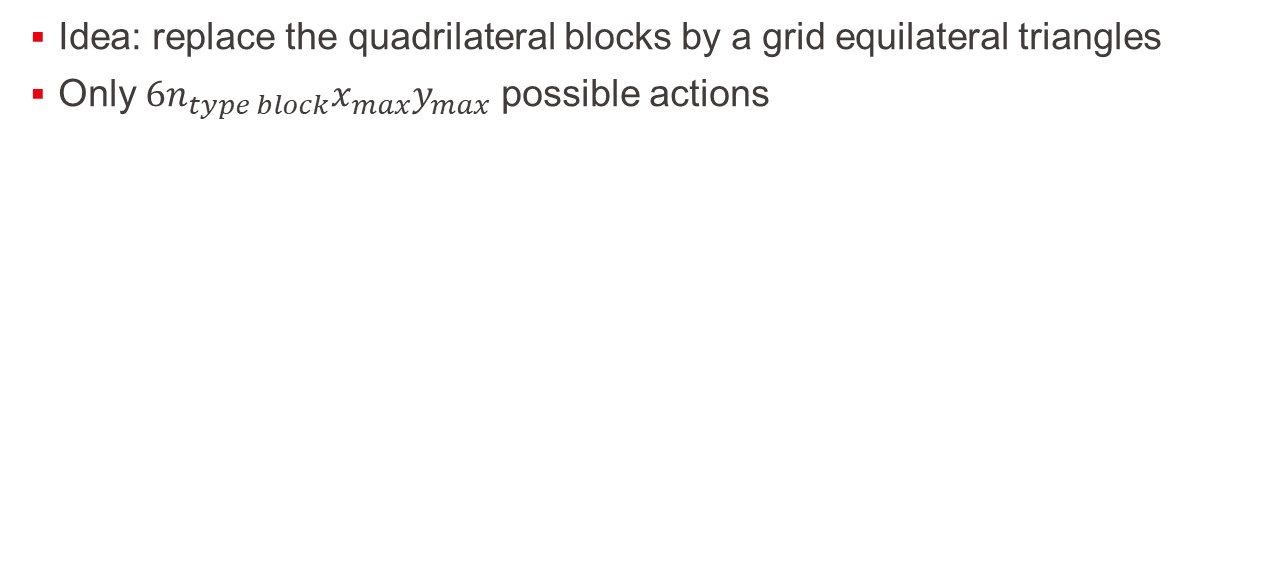 ▪ Idea: replace the quadrilateral blocks by a grid equilateral triangles
▪ Only $6n_{type\ block}x_{max}y_{max}$ possible actions